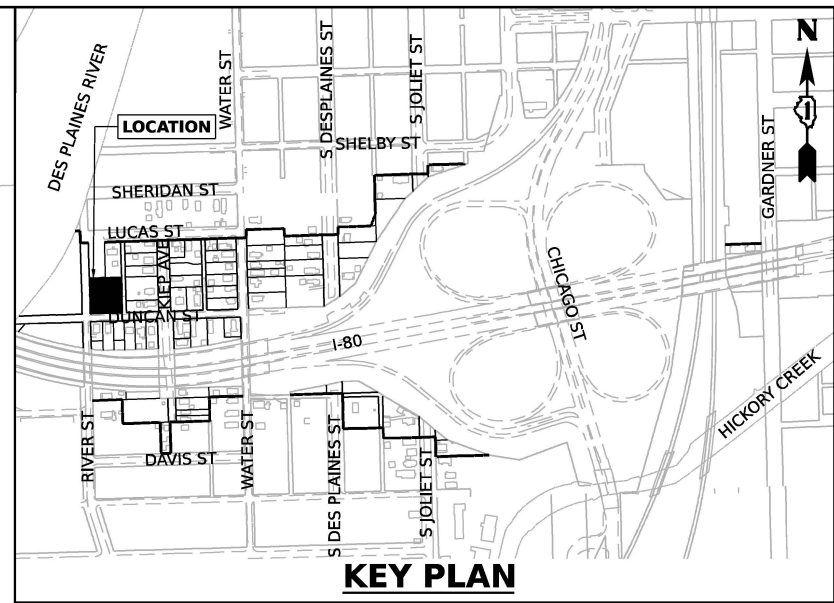 N
1
DES PLAINES RIVER
LOCATION
WATER ST
S DESPLAINES ST
S JOLIET ST
SHELBY ST
GARDNER ST
SHERIDAN ST
LUCAS ST
KIEP AVE
DUNCAN ST
CHICAGO ST
I-80
HICKORY CREEK
RIVER ST
DAVIS ST
WATER ST
S DES PLAINES ST
S JOLIET ST
KEY PLAN